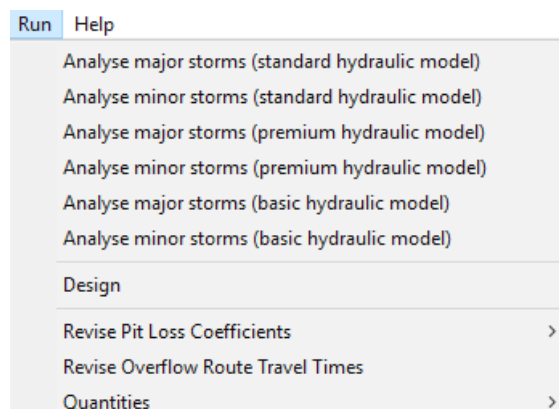 Run Help
Analyse major storms (standard hydraulic model)
Analyse minor storms (standard hydraulic model)
Analyse major storms (premium hydraulic model)
Analyse minor storms (premium hydraulic model)
Analyse major storms (basic hydraulic model)
Analyse minor storms (basic hydraulic model)
Design
Revise Pit Loss Coefficients
Revise Overflow Route Travel Times
Quantities